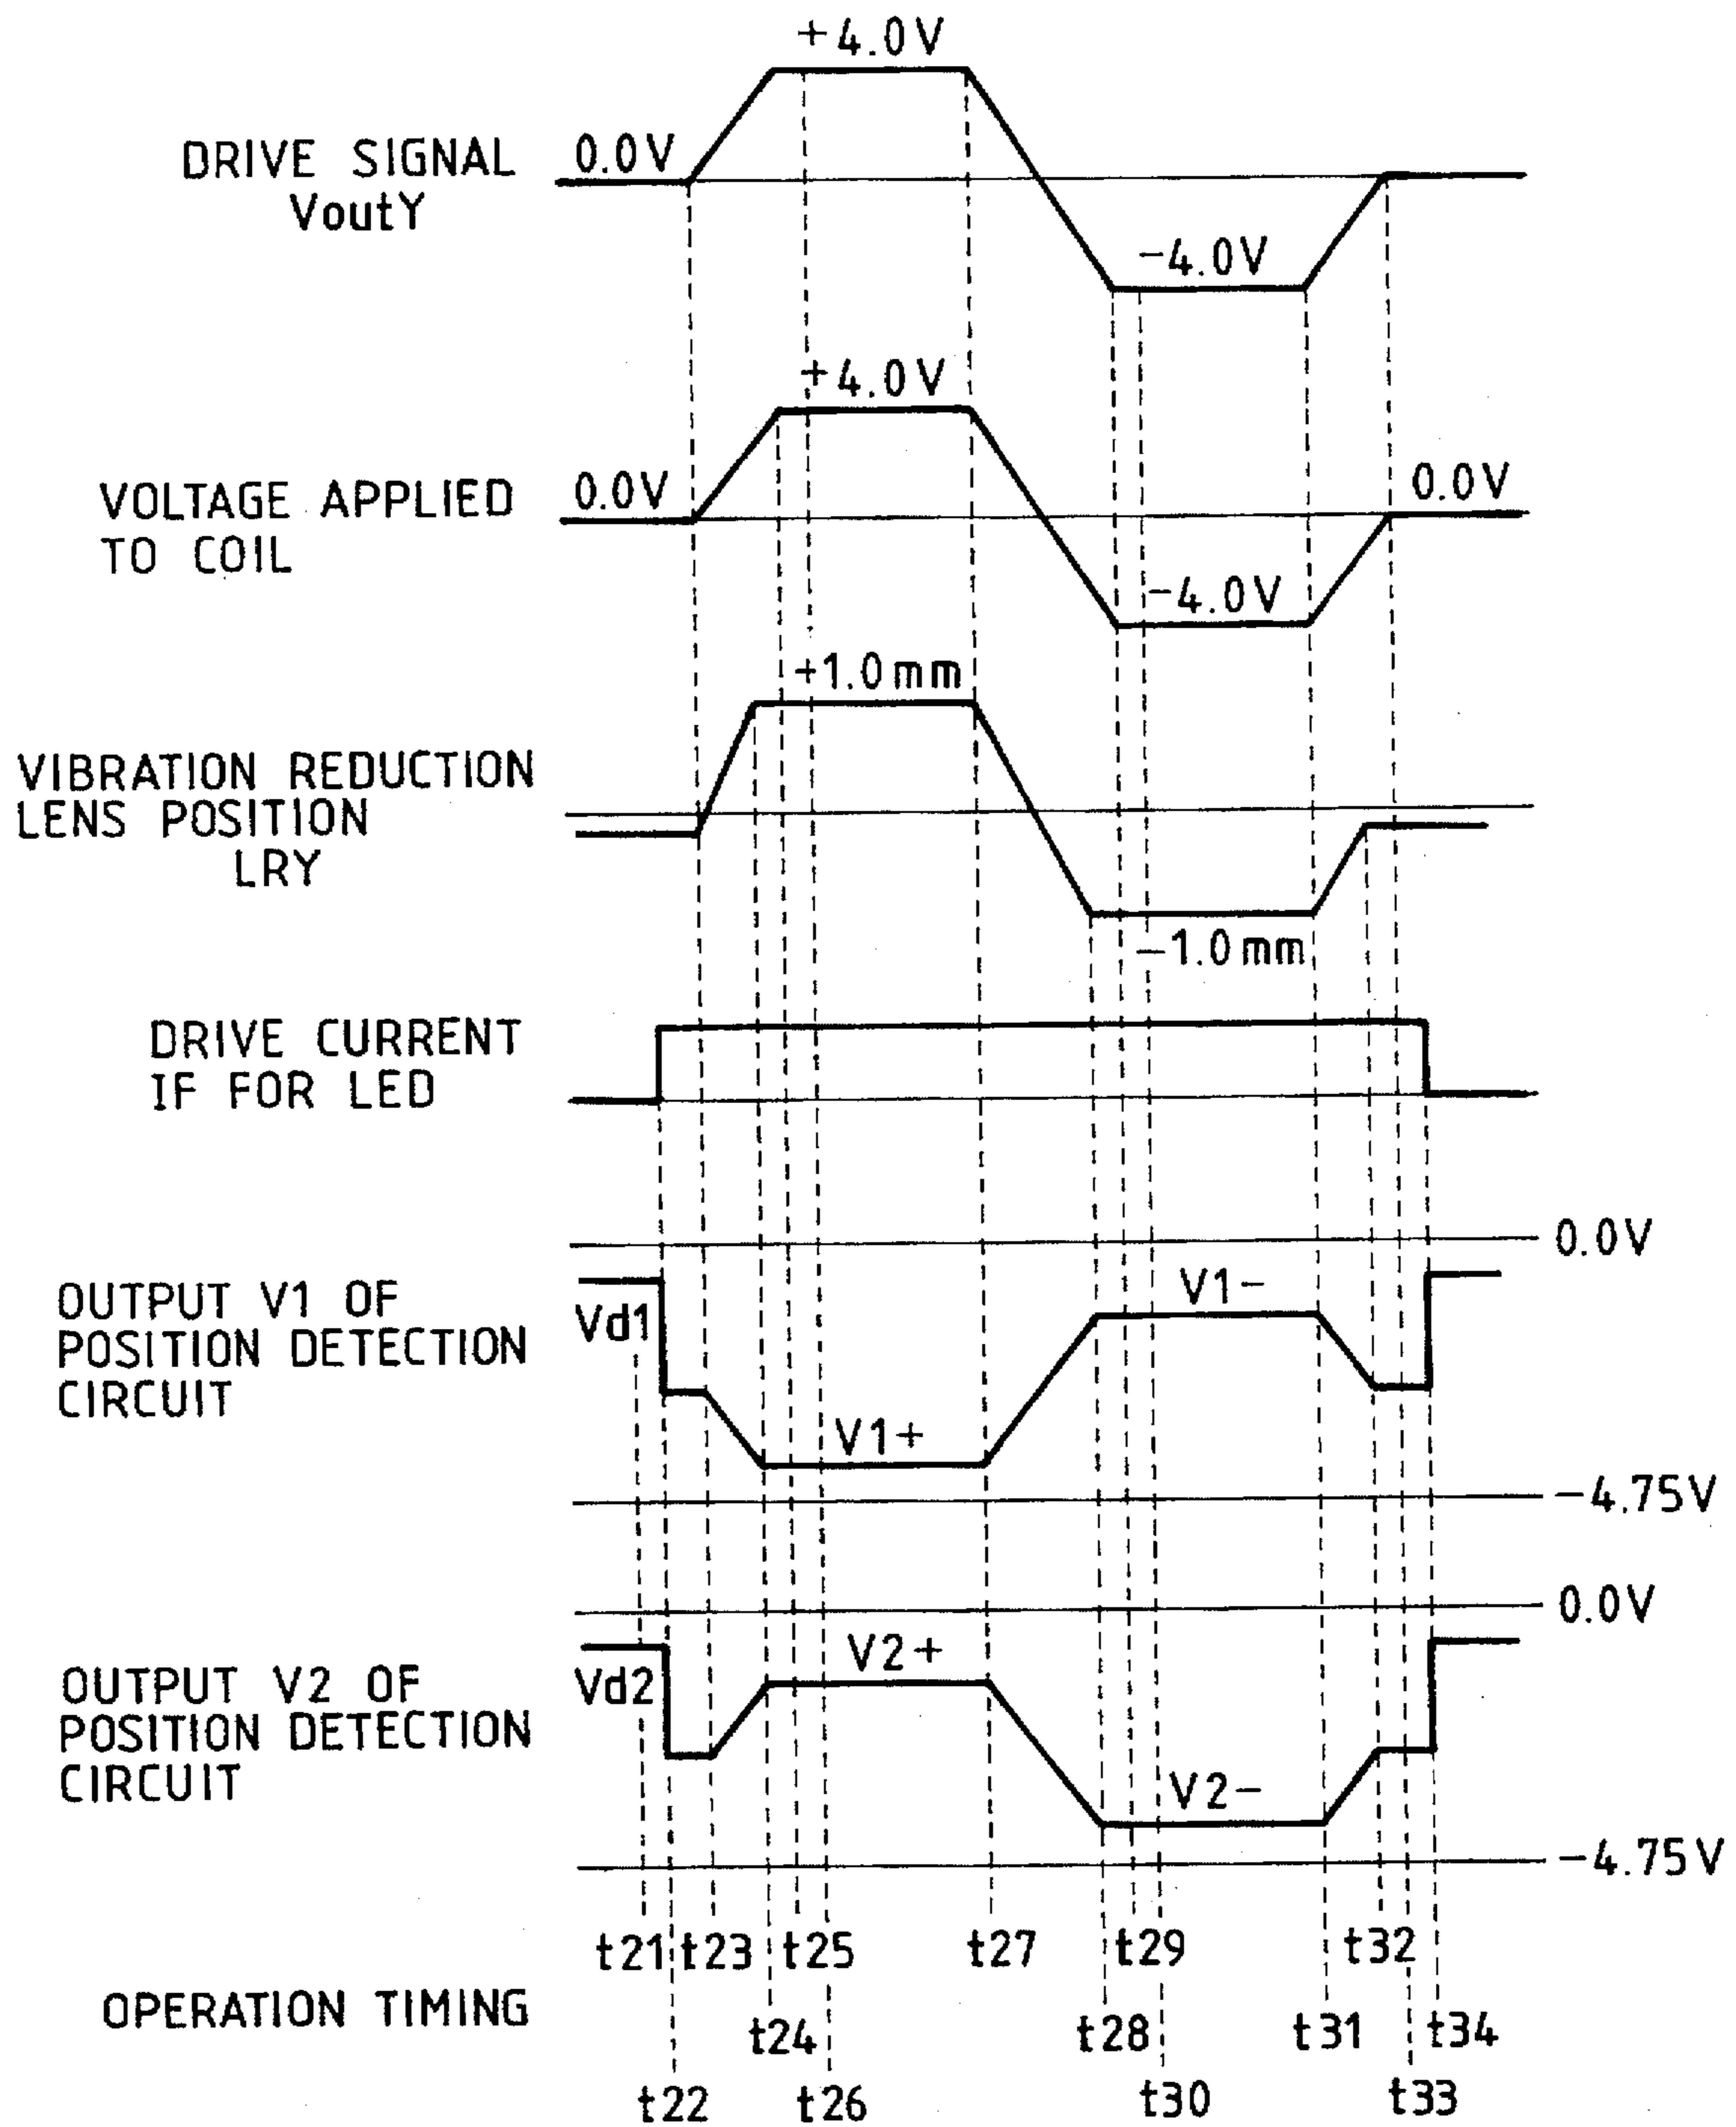 +4.0V
DRIVE SIGNAL
VoutY
0.0V
-4.0V
+4.0V
VOLTAGE APPLIED
TO COIL
0.0V
0.0V
-4.0V
+1.0mm
VIBRATION REDUCTION
LENS POSITION
LRY
-1.0mm
DRIVE CURRENT
IF FOR LED
0.0V
OUTPUT V1 OF
POSITION DETECTION
CIRCUIT
Vd1
V1-
V1+
-4.75V
0.0V
OUTPUT V2 OF
POSITION DETECTION
CIRCUIT
Vd2
V2+
V2-
-4.75V
t21 t23 t25 t27 t29 t32
OPERATION TIMING
t24 t28 t31 t34
t22 t26 t30 t33